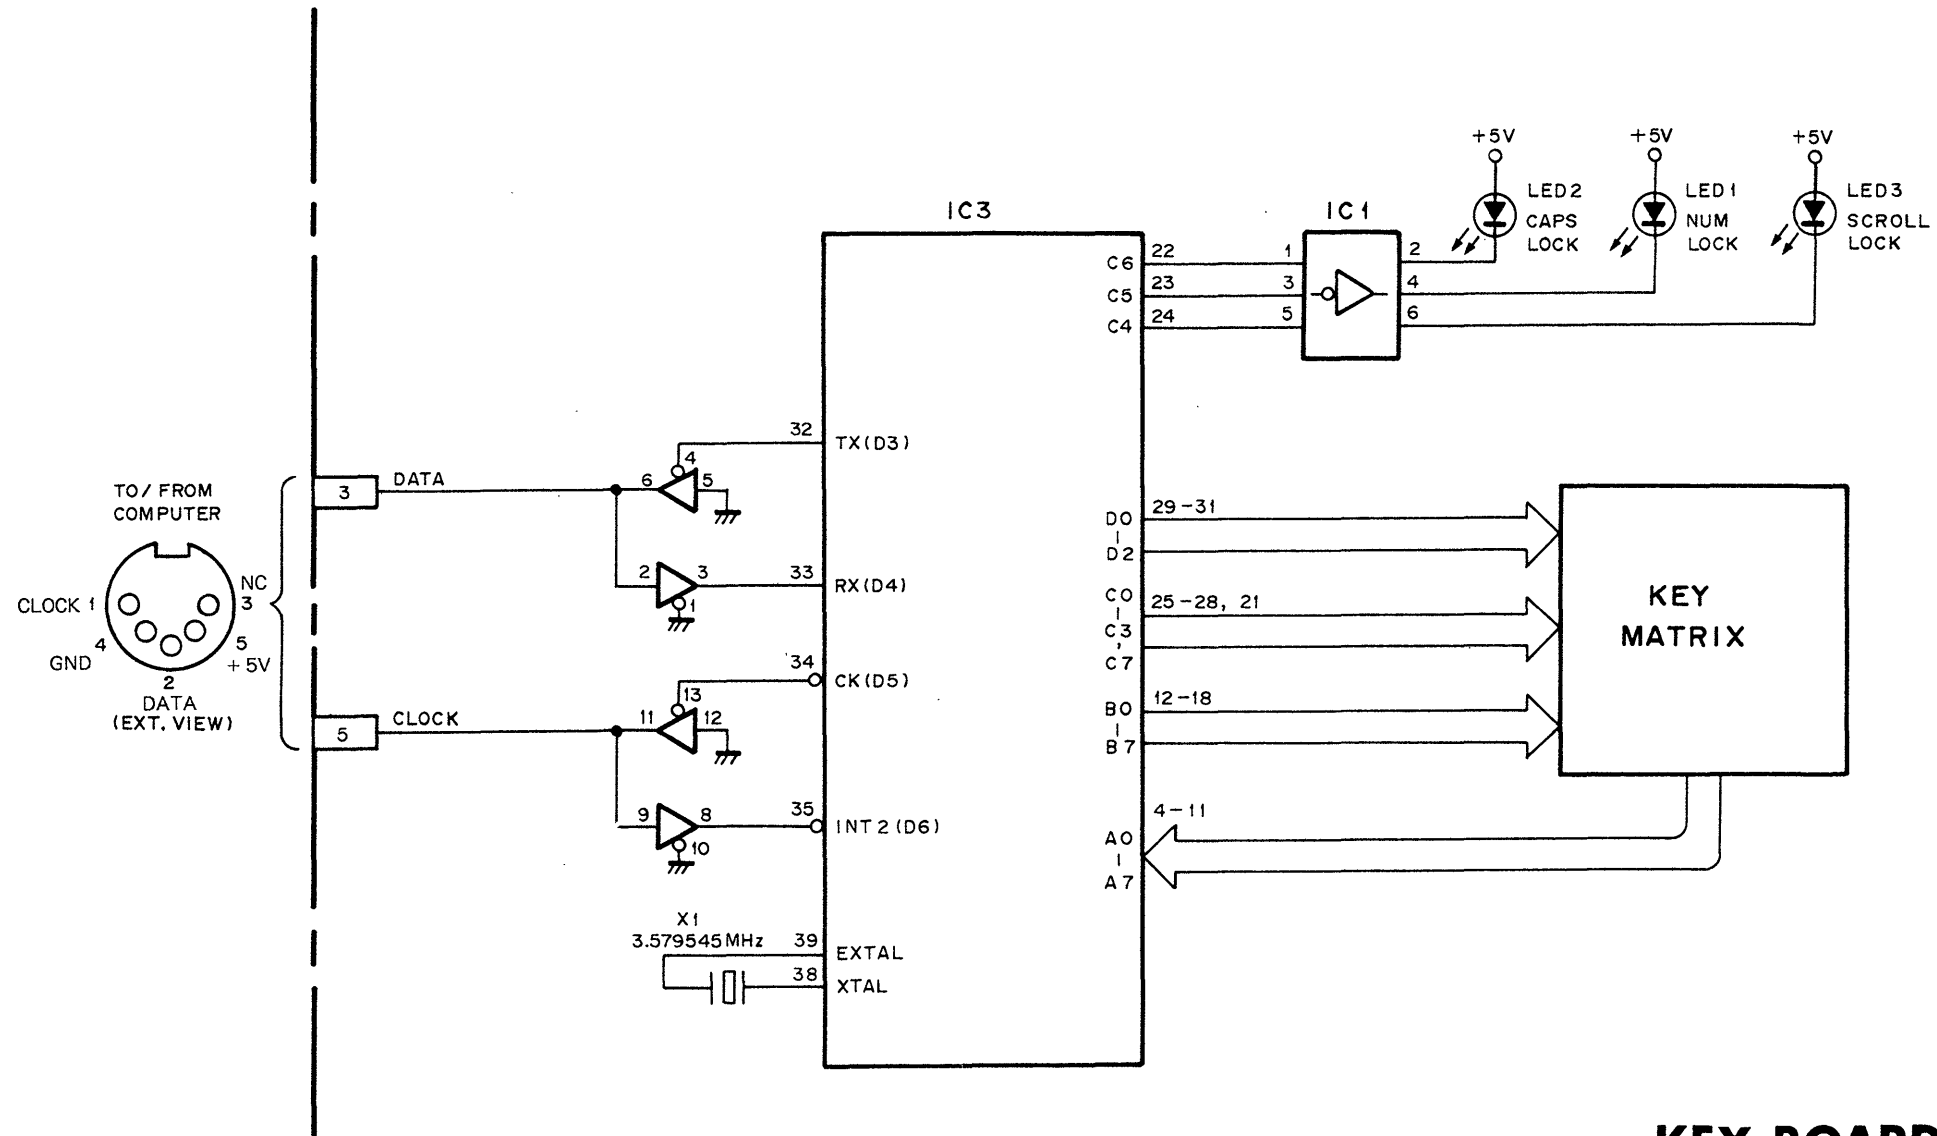 +5V
+5V
+5V
LED2
CAPS
LOCK
LED1
NUM
LOCK
LED3
SCROLL
LOCK
IC3
IC1
C6
22
1
2
C5
23
3
4
C4
24
5
6
32
TX(D3)
3
DATA
6
4
5
2
3
1
33
RX(D4)
TO/FROM
COMPUTER
CLOCK 1
NC
3
4
GND
5
+5V
2
DATA
(EXT. VIEW)
34
CK(D5)
5
CLOCK
11
13
12
9
8
10
35
INT2(D6)
X1
3.579545MHz
39
EXTAL
38
XTAL
D0
|
D2
29-31
C0
|
C3
,
C7
25-28, 21
B0
|
B7
12-18
A0
|
A7
4-11
KEY
MATRIX
KEY BOARD